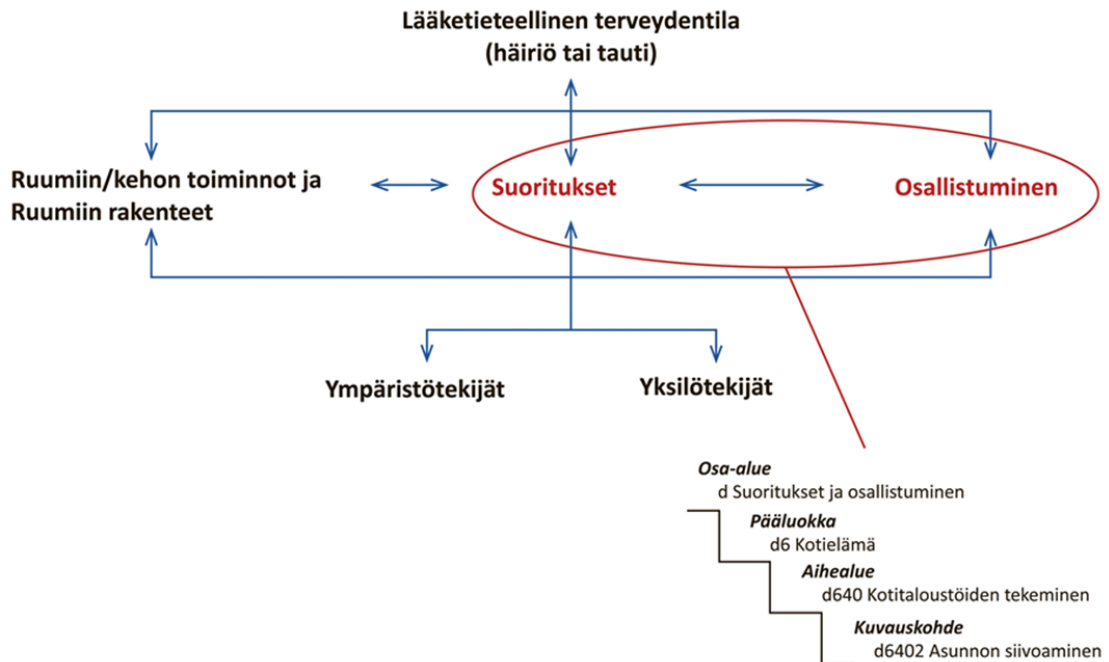 Lääketieteellinen terveydentila
(häiriö tai tauti)
Ruumiin/kehon toiminnot ja
Ruumiin rakenteet
Suoritukset
Osallistuminen
Ympäristötekijät
Yksilötekijät
Osa-alue
d Suoritukset ja osallistuminen
Pääluokka
d6 Kotielämä
Aihealue
d640 Kotitaloustöiden tekeminen
Kuvauskohde
d6402 Asunnon siivoaminen